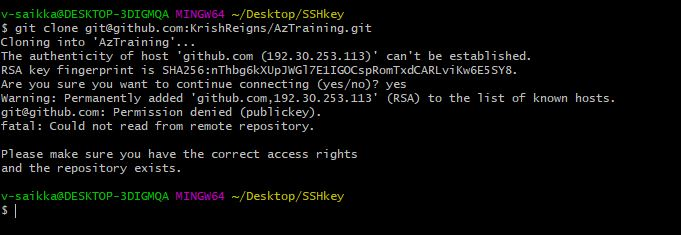 v-saikka@DESKTOP-3DIGMQA MINGW64 ~/Desktop/SSHkey
$ git clone git@github.com:KrishReigns/AzTraining.git
Cloning into 'AzTraining'...
The authenticity of host 'github.com (192.30.253.113)' can't be established.
RSA key fingerprint is SHA256:nThbg6kXUpJWGl7E1IGOCspRomTxdCARLviKw6E5SY8.
Are you sure you want to continue connecting (yes/no)? yes
Warning: Permanently added 'github.com,192.30.253.113' (RSA) to the list of known hosts.
git@github.com: Permission denied (publickey).
fatal: Could not read from remote repository.
Please make sure you have the correct access rights
and the repository exists.
v-saikka@DESKTOP-3DIGMQA MINGW64 ~/Desktop/SSHkey
$